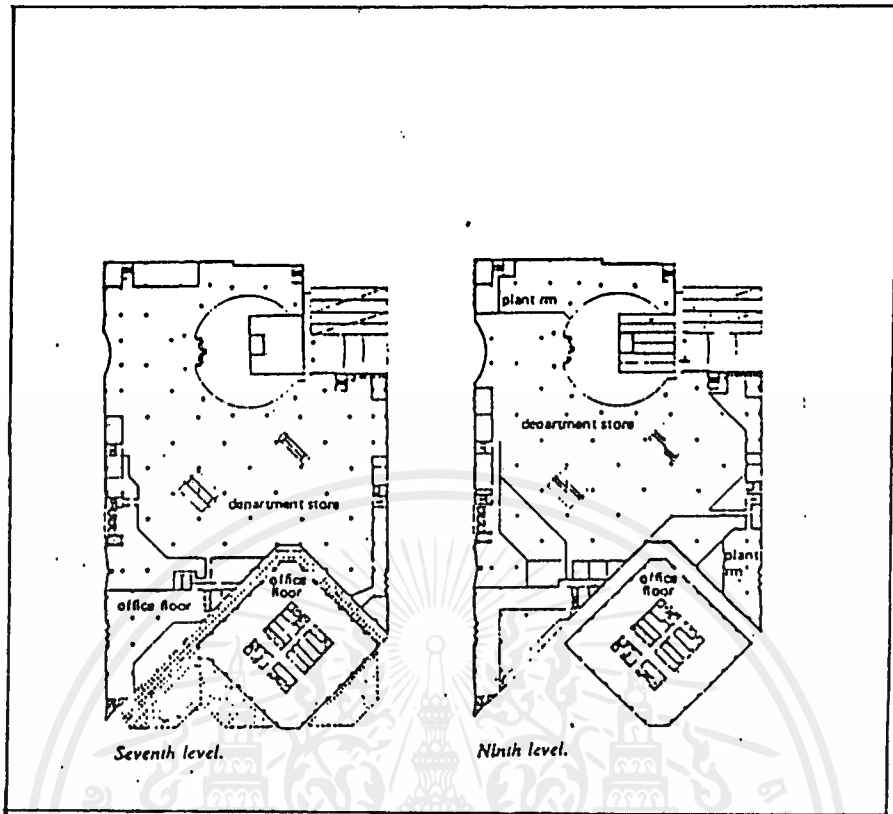 department store
office floor
office
floor
Seventh level.
plant rm
department store
plant
rm
office
floor
Ninth level.